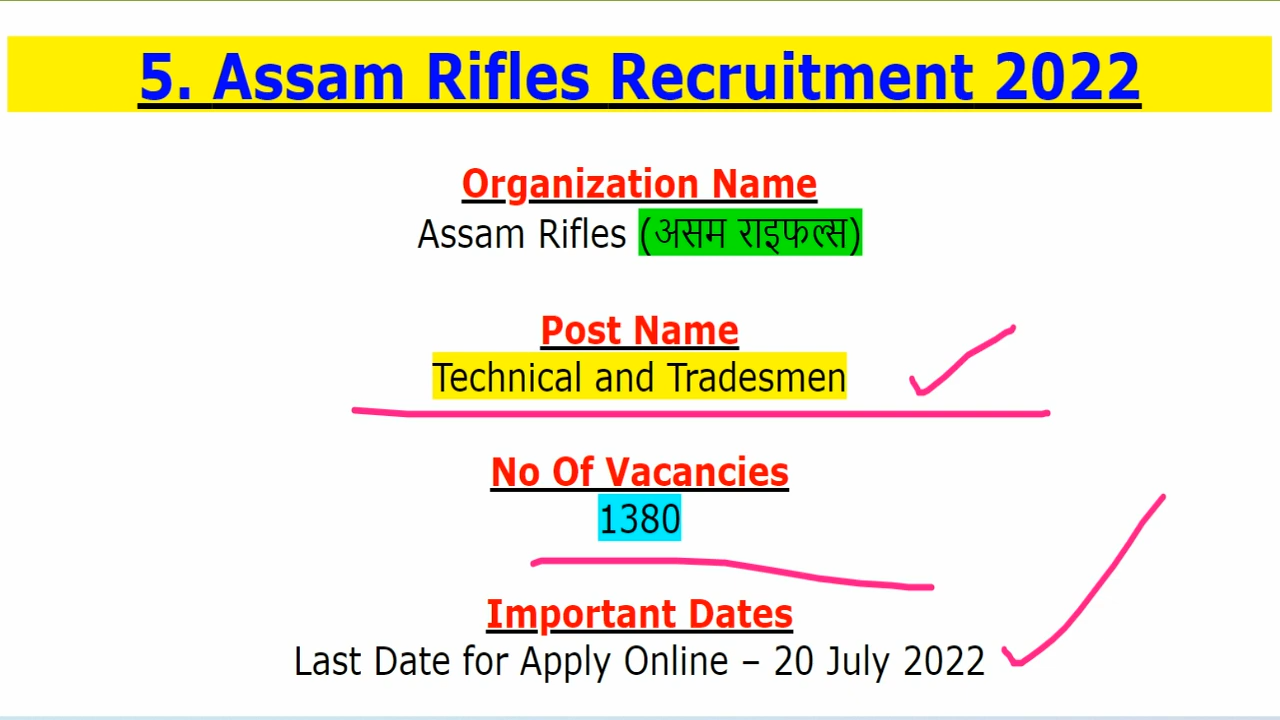 5. Assam Rifles Recruitment 2022
Organization Name
Assam Rifles (असम राइफल्स)
Post Name
Technical and Tradesmen
No Of Vacancies
1380
Important Dates
Last Date for Apply Online – 20 July 2022